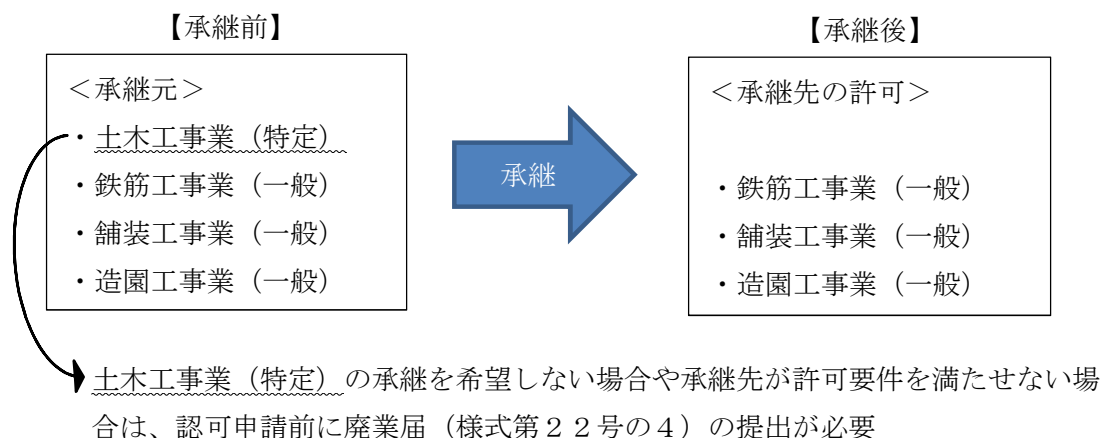 【承継前】
＜承継元＞
・土木工事業（特定）
・鉄筋工事業（一般）
・舗装工事業（一般）
・造園工事業（一般）
承継
【承継後】
＜承継先の許可＞
・鉄筋工事業（一般）
・舗装工事業（一般）
・造園工事業（一般）
土木工事業（特定）の承継を希望しない場合や承継先が許可要件を満たせない場
合は、認可申請前に廃業届（様式第２２号の４）の提出が必要